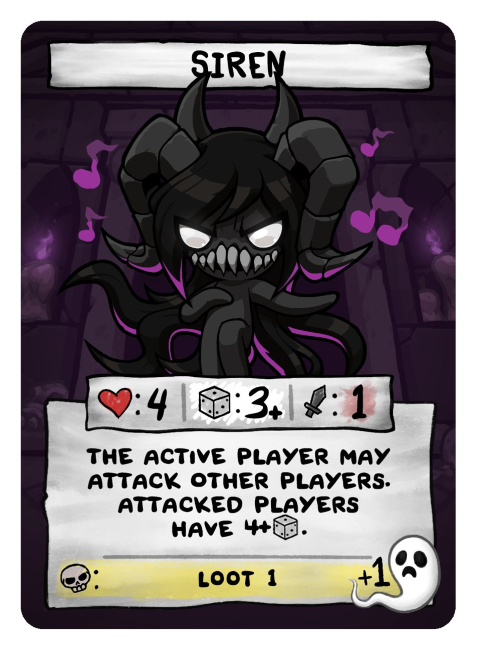 SIREN
:4 :3+ :1
THE ACTIVE PLAYER MAY
ATTACK OTHER PLAYERS.
ATTACKED PLAYERS
HAVE 4+.
: LOOT 1 +1